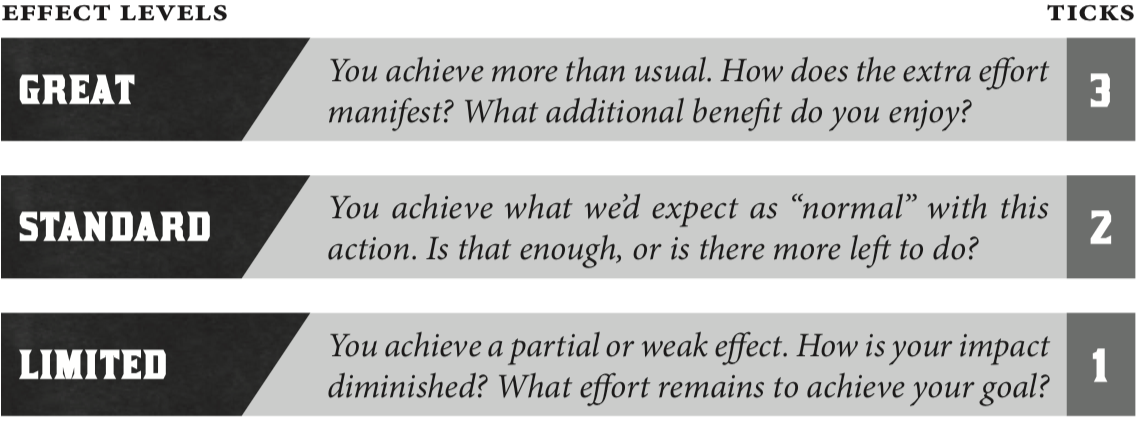 EFFECT LEVELS TICKS
GREAT
You achieve more than usual. How does the extra effort
manifest? What additional benefit do you enjoy?
3
STANDARD
You achieve what we'd expect as “normal” with this
action. Is that enough, or is there more left to do?
2
LIMITED
You achieve a partial or weak effect. How is your impact
diminished? What effort remains to achieve your goal?
1